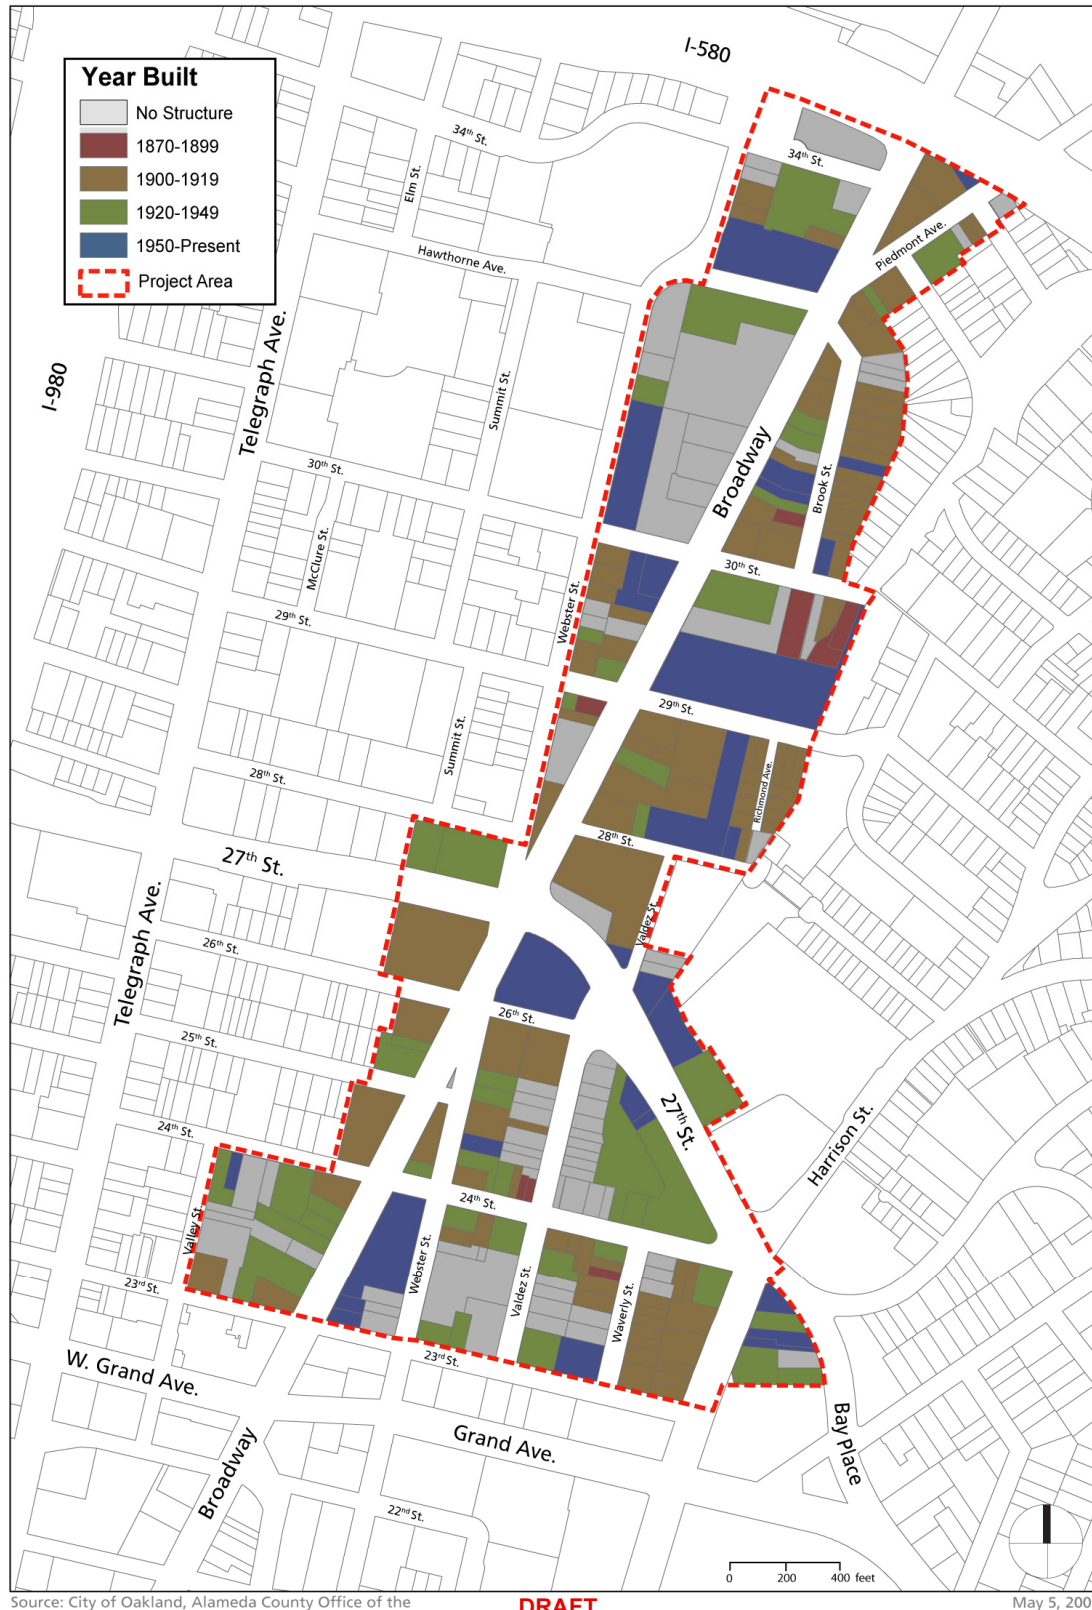 I-580
Year Built
No Structure
1870-1899
1900-1919
1920-1949
1950-Present
Project Area
34th St.
34th St.
Elm St.
Piedmont Ave.
Hawthorne Ave.
Telegraph Ave.
I-980
Summit St.
Broadway
30th St.
Brook St.
McClure St.
30th St.
Webster St.
29th St.
29th St.
Summit St.
28th St.
Richmond Ave.
28th St.
27th St.
Telegraph Ave.
Valdez St.
26th St.
26th St.
25th St.
27th St.
Harrison St.
24th St.
24th St.
Valley St.
Webster St.
Valdez St.
Waverly St.
23rd St.
23rd St.
W. Grand Ave.
Grand Ave.
Bay Place
Broadway
22nd St.
0 200 400 feet
Source: City of Oakland, Alameda County Office of the
DRAFT
May 5, 200